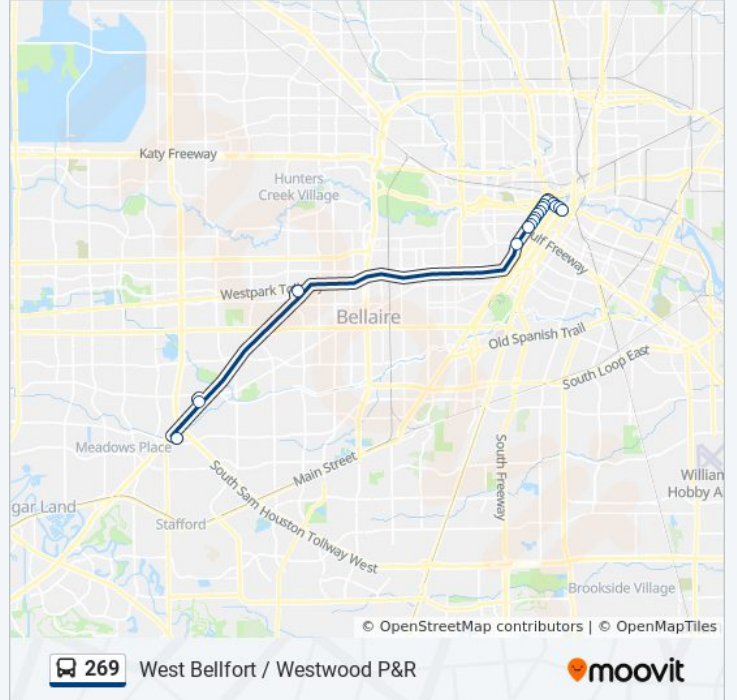 Katy Freeway
Hunters
Creek Village
Gulf Freeway
Westpark To
Bellaire
Old Spanish Trail
South Loop East
Meadows Place
Main Street
South Freeway
William
Hobby A
gar Land
South Sam Houston Tollway West
Stafford
Brookside Village
© OpenStreetMap contributors | © OpenMapTiles
269 West Bellfort / Westwood P&R
moovit